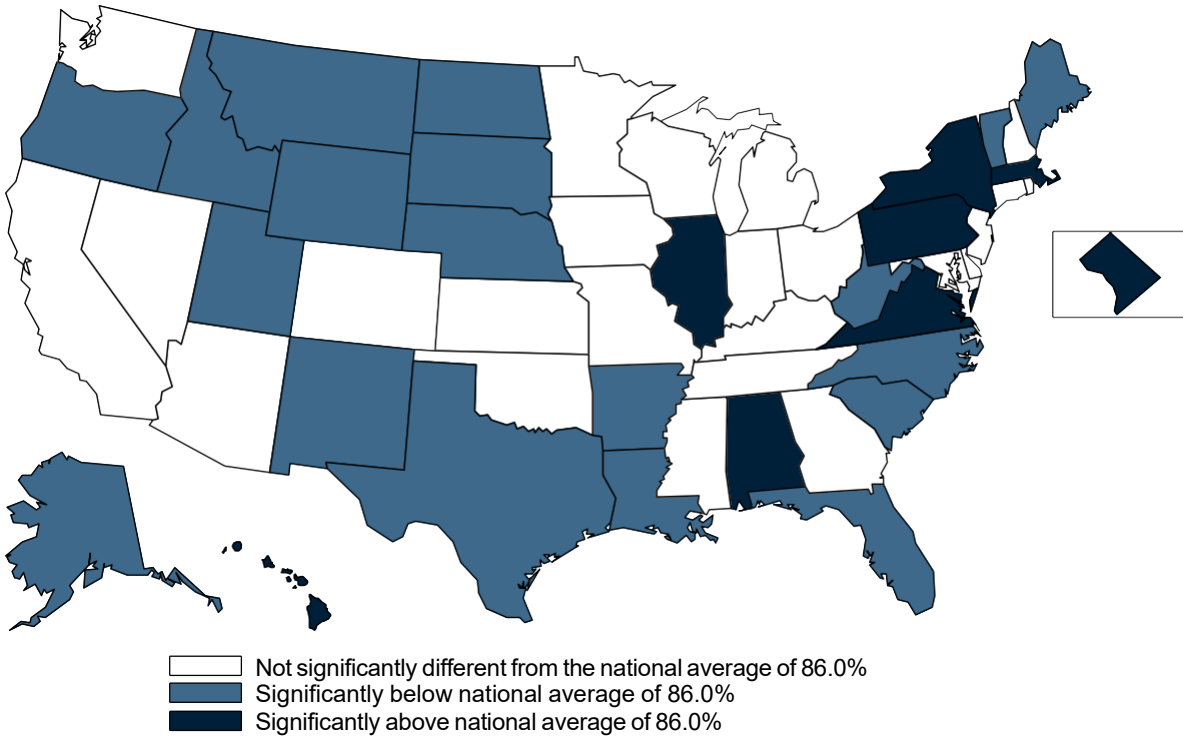 Not significantly different from the national average of 86.0%
Significantly below national average of 86.0%
Significantly above national average of 86.0%